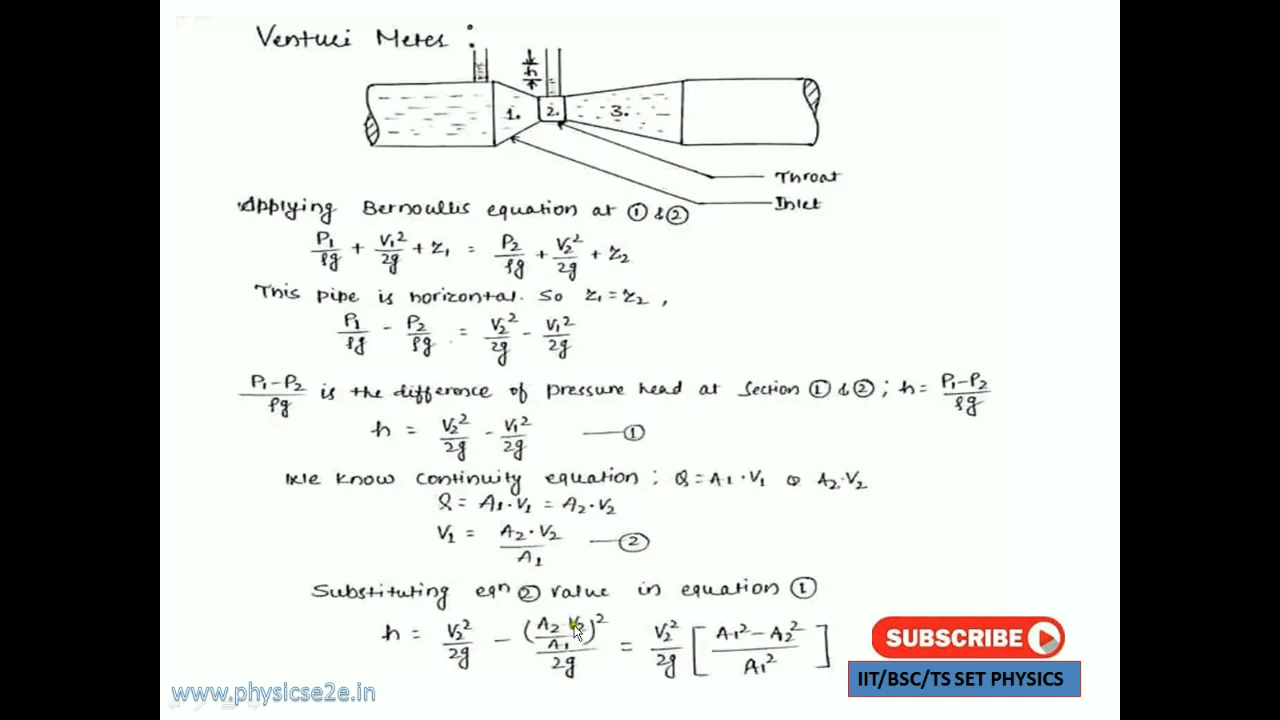 Venturi Meter :
h
1. 2. 3.
Throat
Inlet
Applying Bernoullis equation at ① & ②
P₁/ρg + V₁²/2g + Z₁ = P₂/ρg + V₂²/2g + Z₂
This pipe is horizontal. So Z₁ = Z₂ ,
P₁/ρg - P₂/ρg = V₂²/2g - V₁²/2g
P₁-P₂/ρg is the difference of pressure head at section ① & ② ; h = P₁-P₂/ρg
h = V₂²/2g - V₁²/2g —①
We know continuity equation ; Q = A₁·V₁ @ A₂·V₂
Q = A₁·V₁ = A₂·V₂
V₁ = A₂·V₂/A₁ —②
Substituting eqn ② value in equation ①
h = V₂²/2g - (A₂·V₂/A₁)²/2g = V₂²/2g [A₁²-A₂²/A₁²]
SUBSCRIBE
IIT/BSC/TS SET PHYSICS
www.physicse2e.in